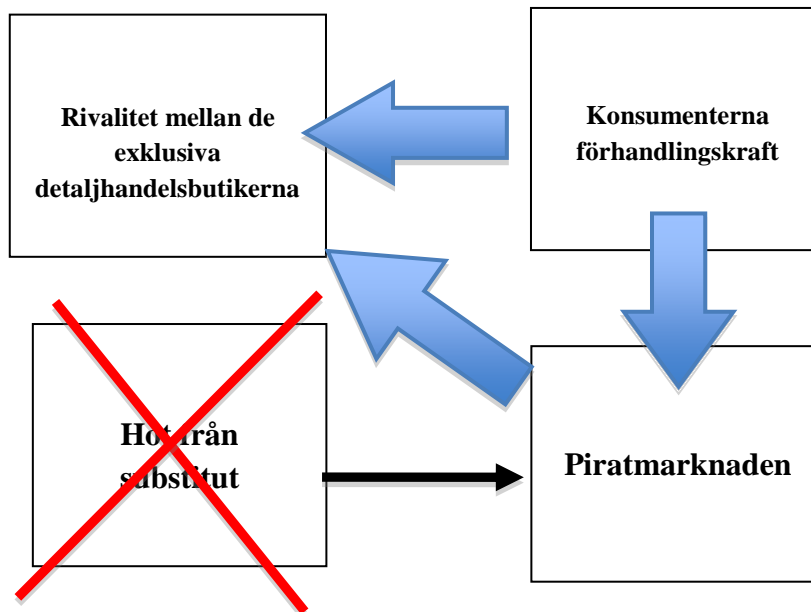 Rivalitet mellan de
exklusiva
detaljhandelsbutikerna
Konsumenterna
förhandlingskraft
Hot från
substitut
Piratmarknaden